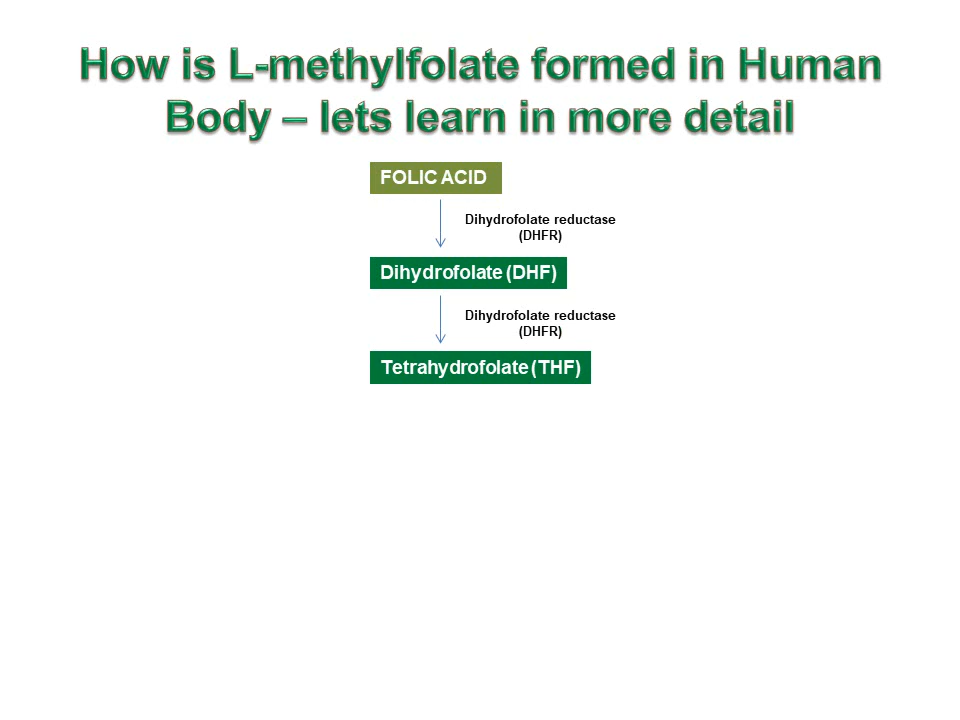 How is L-methylfolate formed in Human
Body – lets learn in more detail
FOLIC ACID
Dihydrofolate reductase
(DHFR)
Dihydrofolate (DHF)
Dihydrofolate reductase
(DHFR)
Tetrahydrofolate (THF)